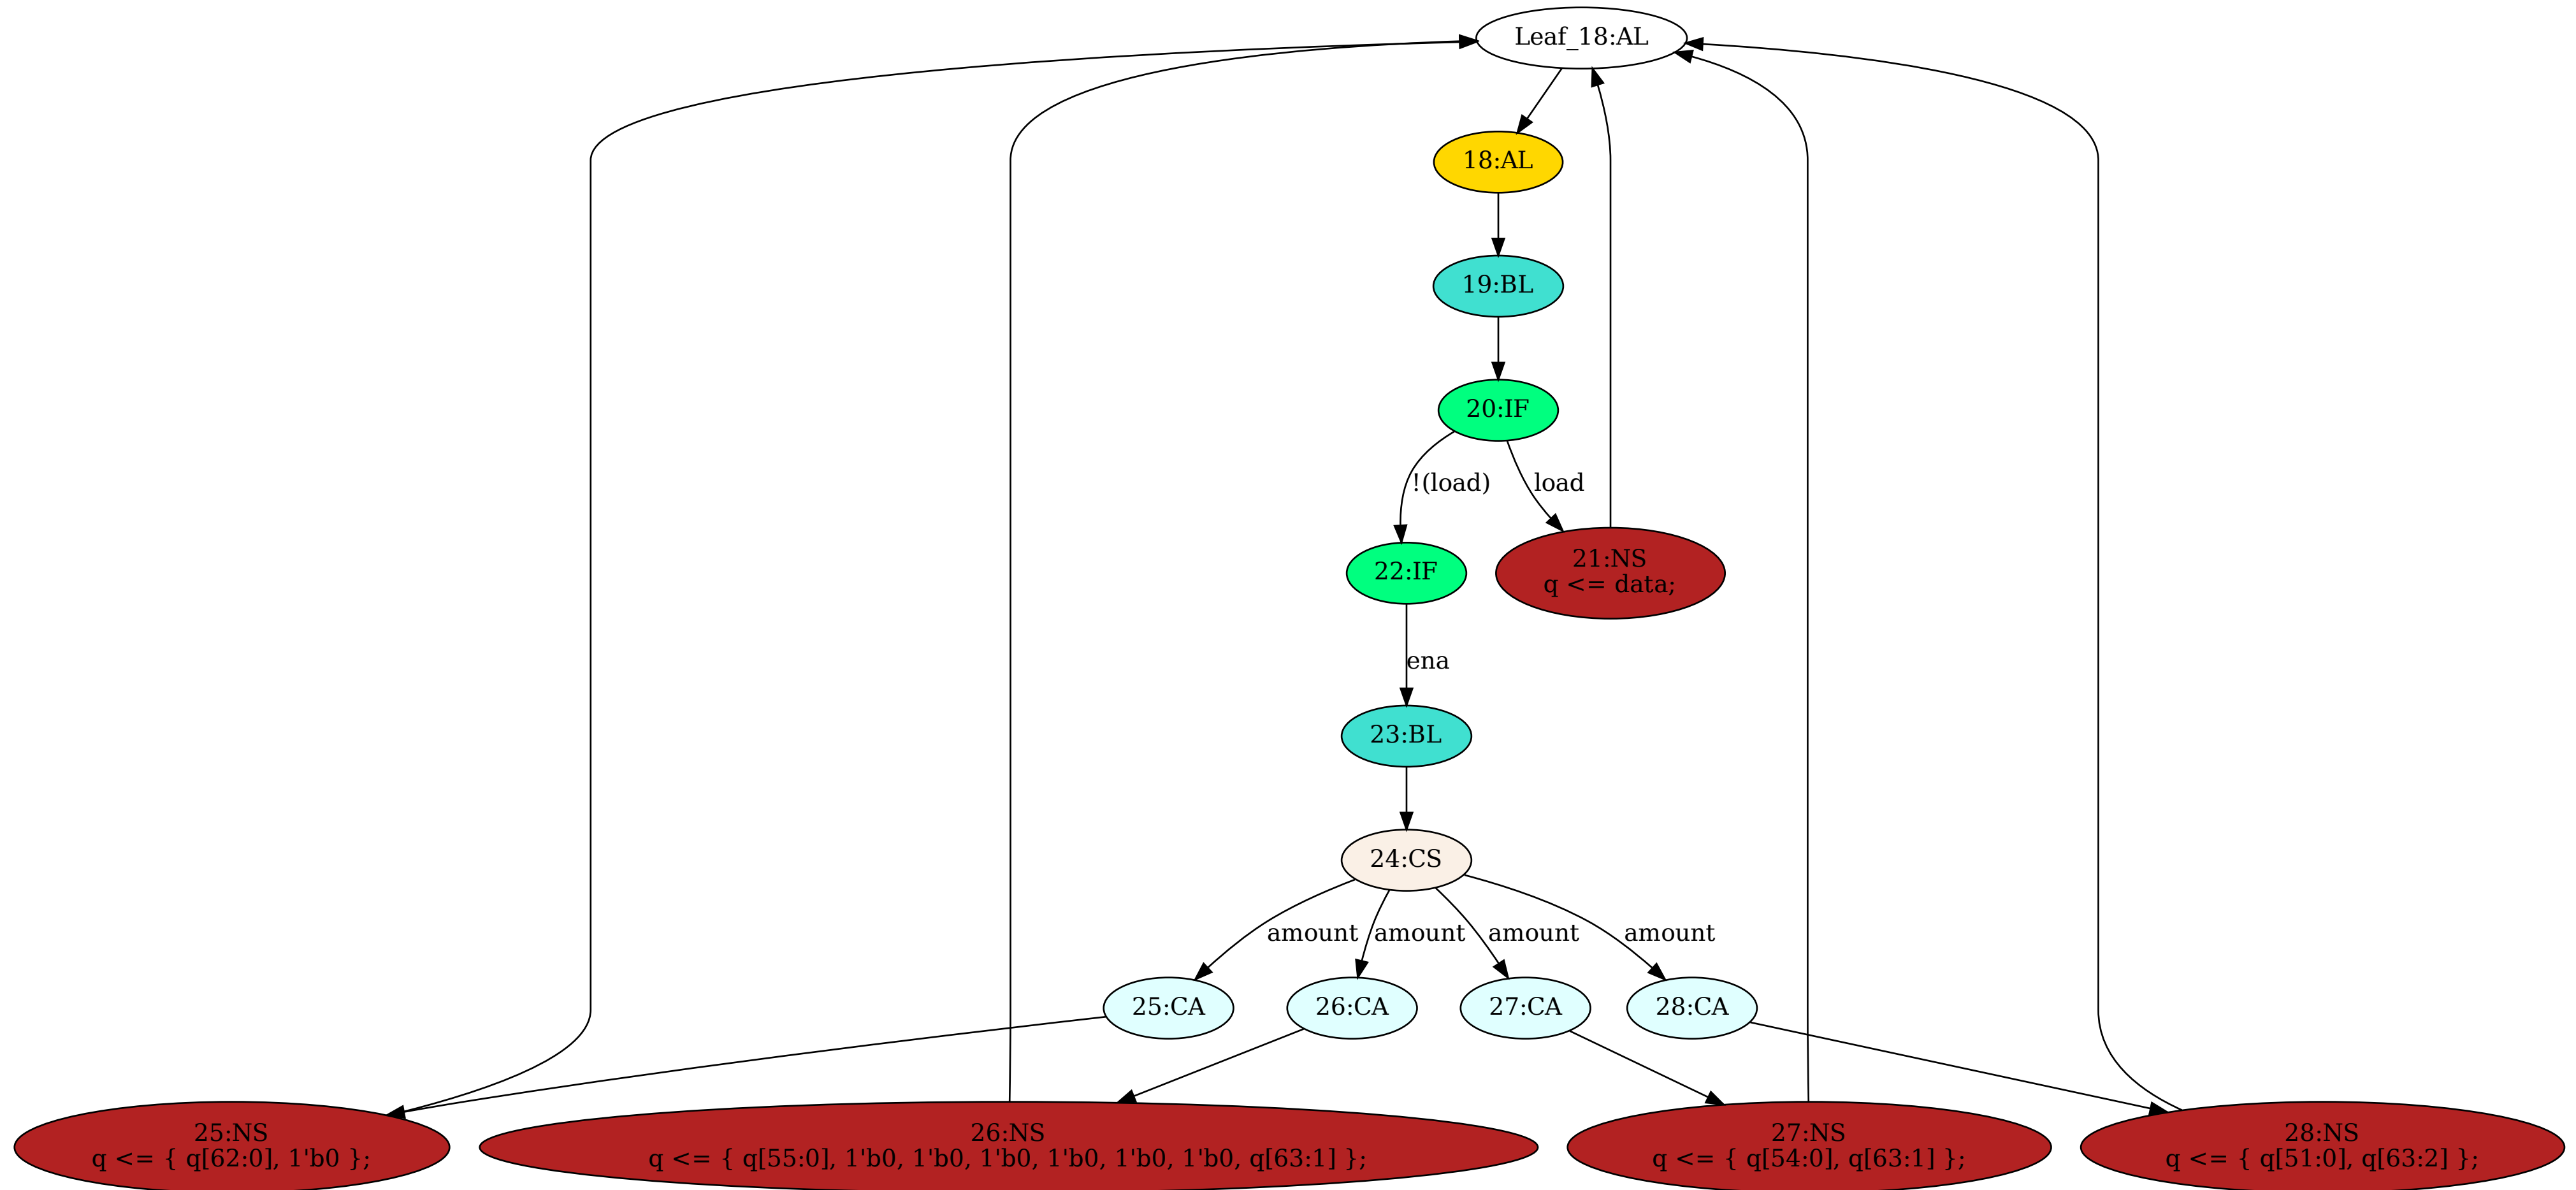 Leaf_18:AL
18:AL
19:BL
20:IF
!(load)
load
22:IF
21:NS
q <= data;
ena
23:BL
24:CS
amount
amount
amount
amount
25:CA
26:CA
27:CA
28:CA
25:NS
q <= { q[62:0], 1'b0 };
26:NS
q <= { q[55:0], 1'b0, 1'b0, 1'b0, 1'b0, 1'b0, 1'b0, q[63:1] };
27:NS
q <= { q[54:0], q[63:1] };
28:NS
q <= { q[51:0], q[63:2] };